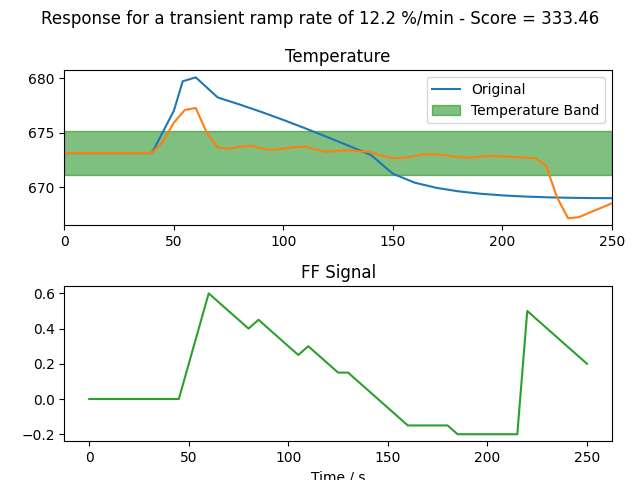 Response for a transient ramp rate of 12.2 %/min - Score = 333.46
Temperature
680
675
670
Original
Temperature Band
0 50 100 150 200 250
FF Signal
0.6
0.4
0.2
0.0
−0.2
0 50 100 150 200 250
Time / s